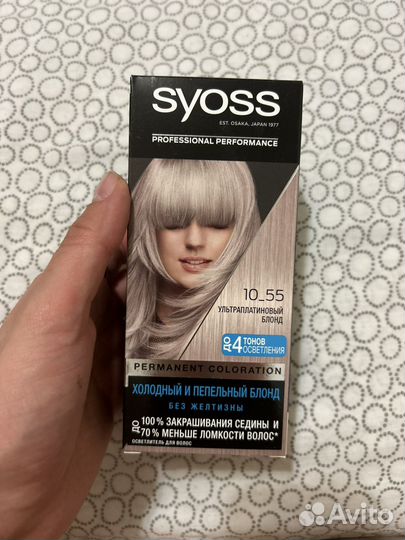 syoss
EST. OSAKA, JAPAN 1977
PROFESSIONAL PERFORMANCE
10_55
УЛЬТРАПЛАТИНОВЫЙ
БЛОНД
ДО 4 ТОНОВ
ОСВЕТЛЕНИЯ
PERMANENT COLORATION
ХОЛОДНЫЙ И ПЕПЕЛЬНЫЙ БЛОНД
БЕЗ ЖЕЛТИЗНЫ
ДО 100% ЗАКРАШИВАНИЯ СЕДИНЫ И
70% МЕНЬШЕ ЛОМКОСТИ ВОЛОС*
ОСВЕТЛИТЕЛЬ ДЛЯ ВОЛОС
Avito